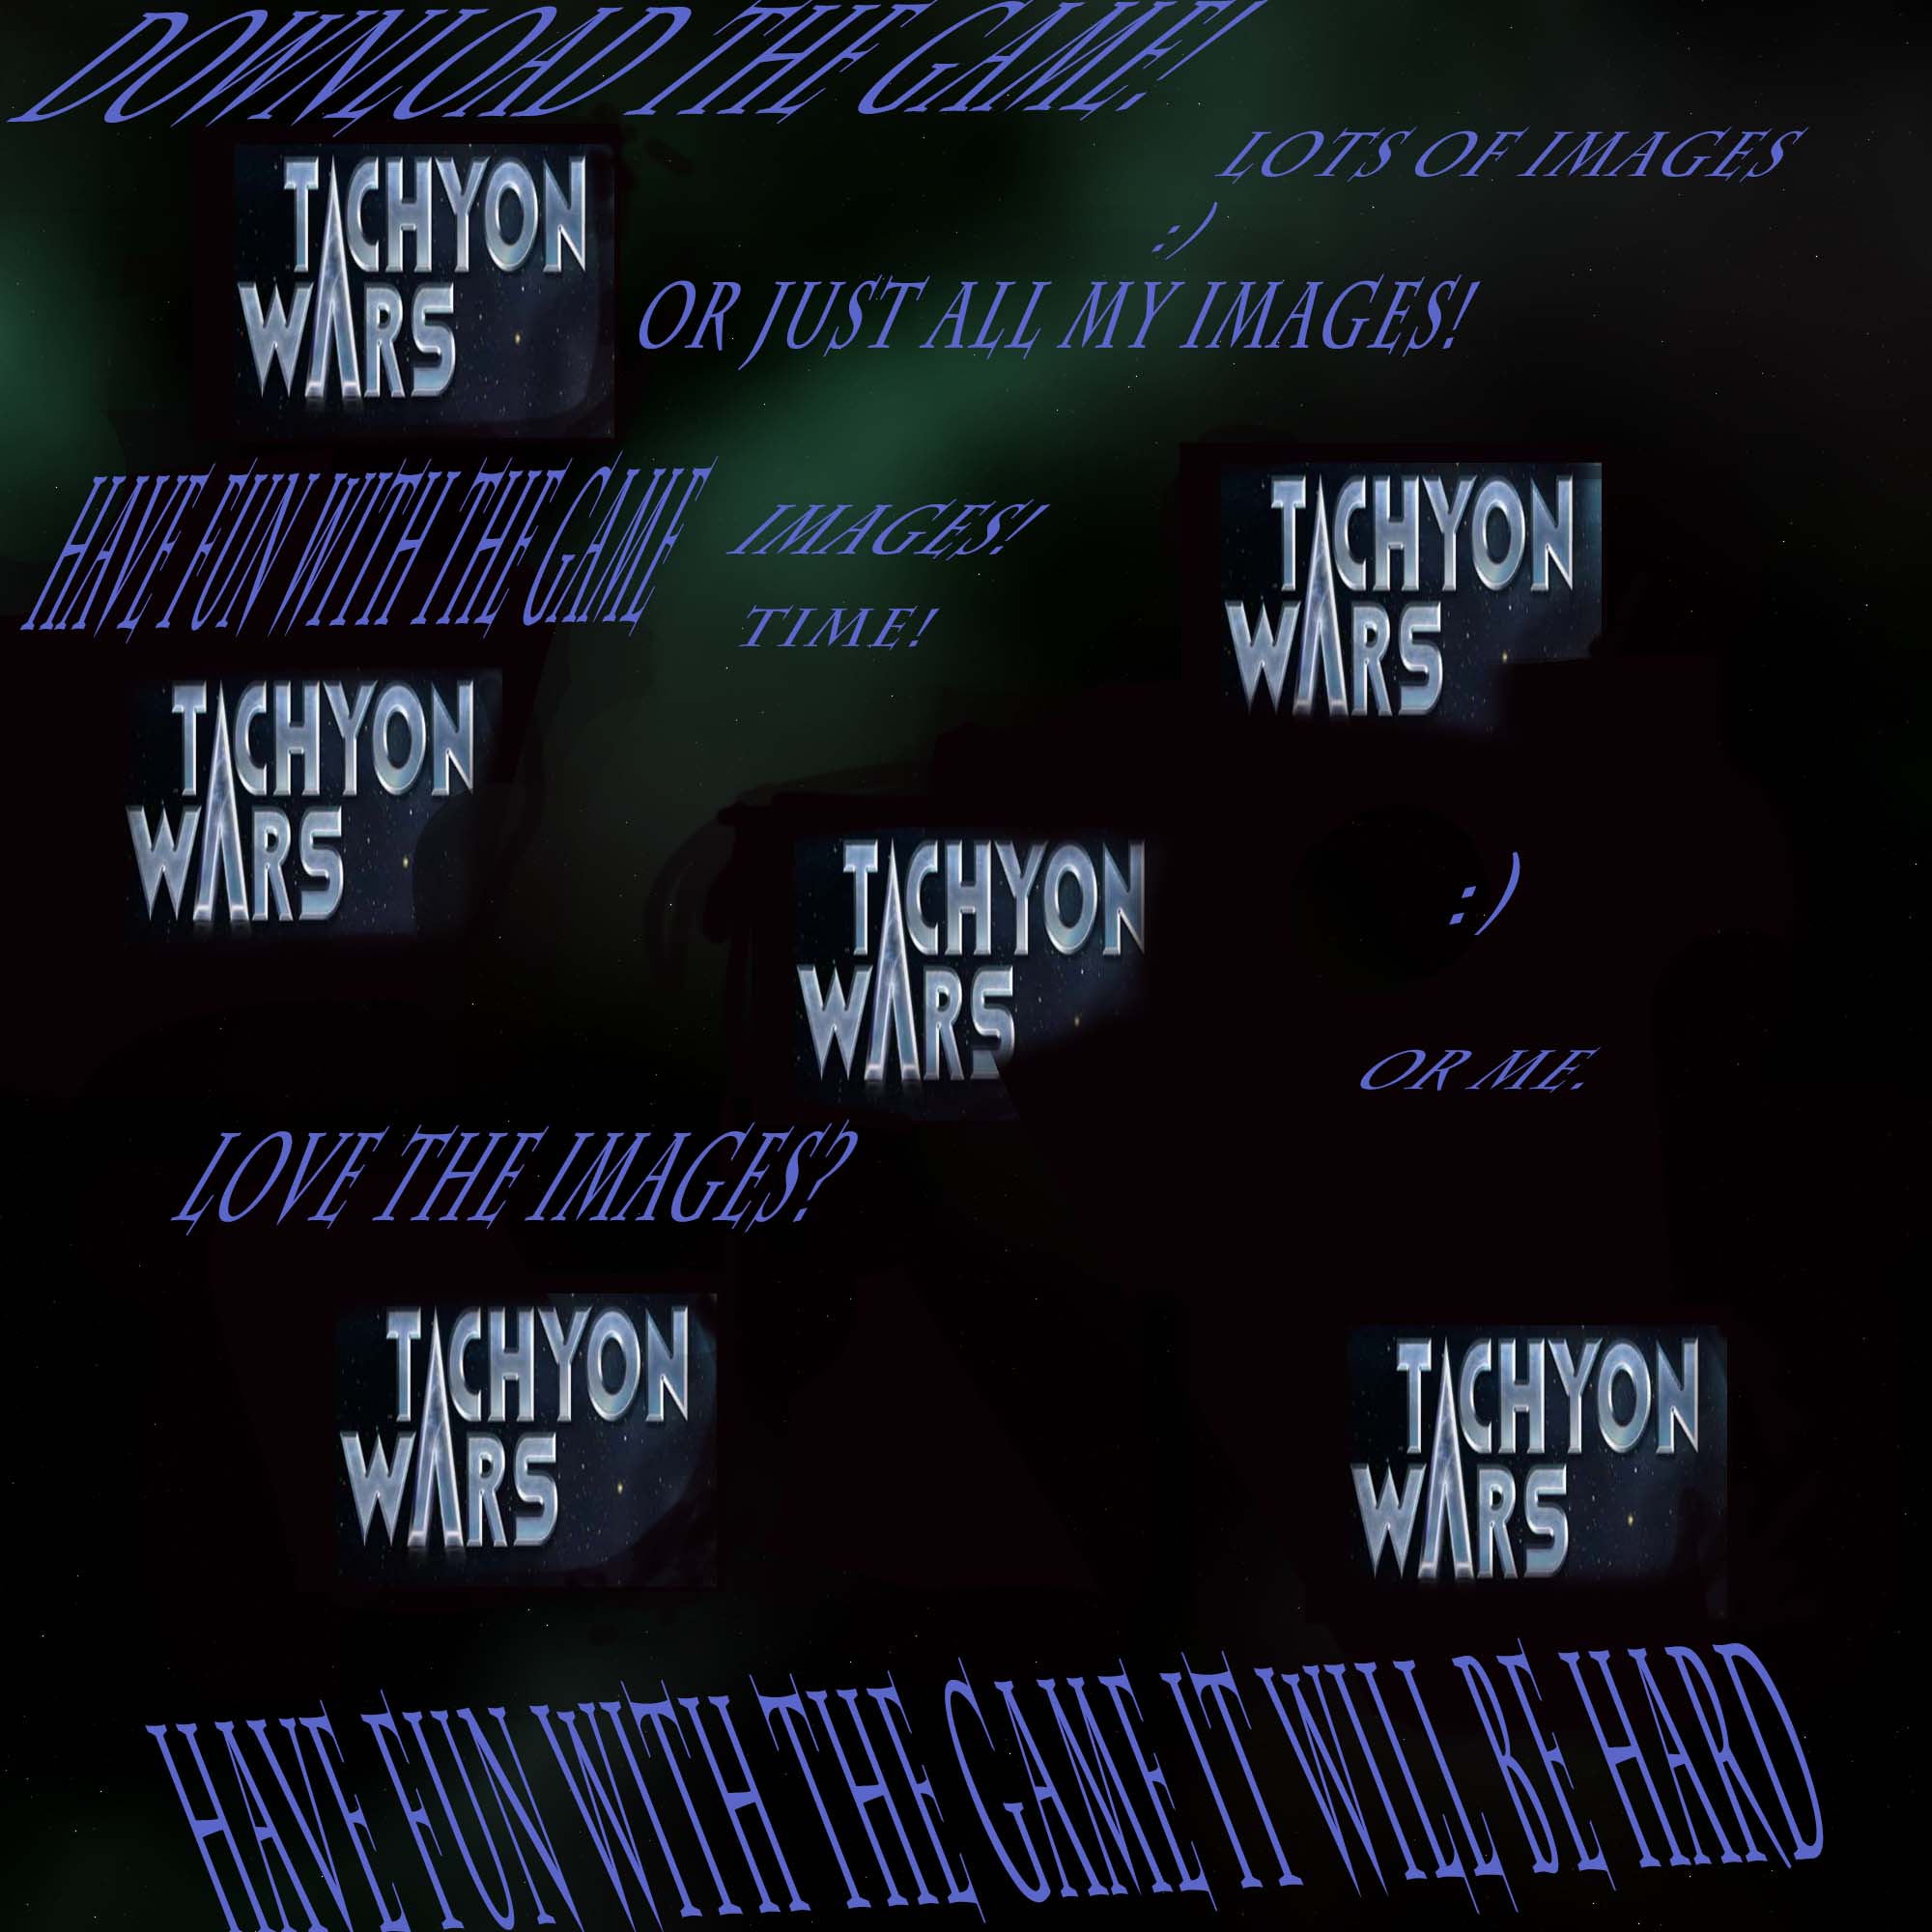 DOWNLOAD THE GAME!
LOTS OF IMAGES
:)
TACHYON
WARS
OR JUST ALL MY IMAGES!
HAVE FUN WITH THE GAME
IMAGES!
TIME!
TACHYON
WARS
TACHYON
WARS
TACHYON
WARS
:)
OR ME.
LOVE THE IMAGES?
TACHYON
WARS
TACHYON
WARS
HAVE FUN WITH THE GAME IT WILL BE HARD